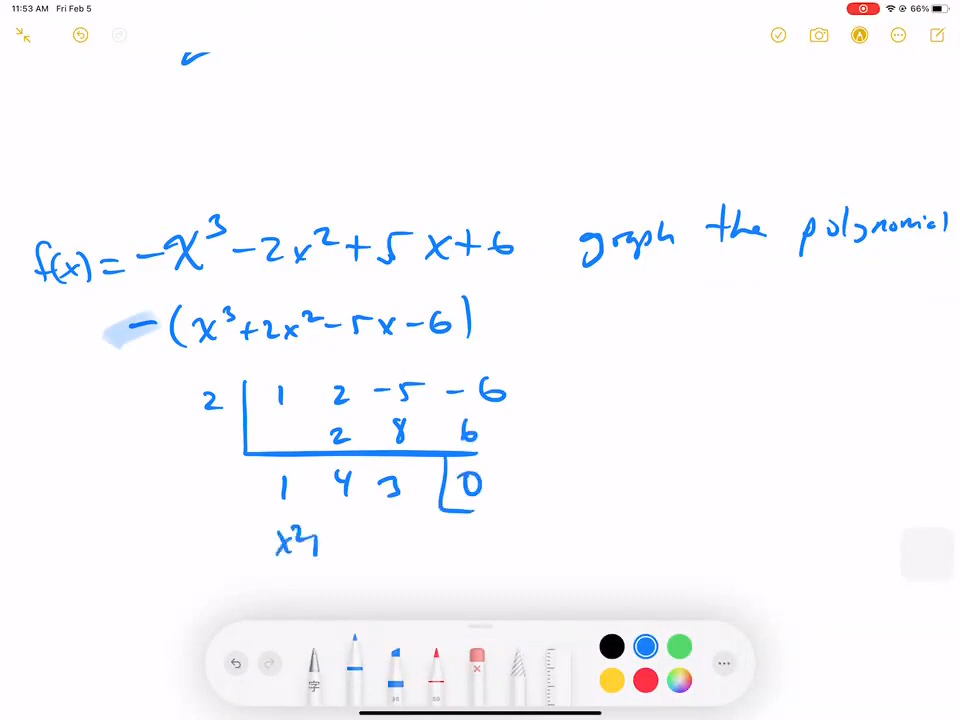 11:53 AM Fri Feb 5 66%
f(x) = -x³ - 2x² + 5x + 6 graph the polynomial
-(x³ + 2x² - 5x - 6)
2 | 1 2 -5 -6
2 8 6
1 4 3 | 0
x²
字